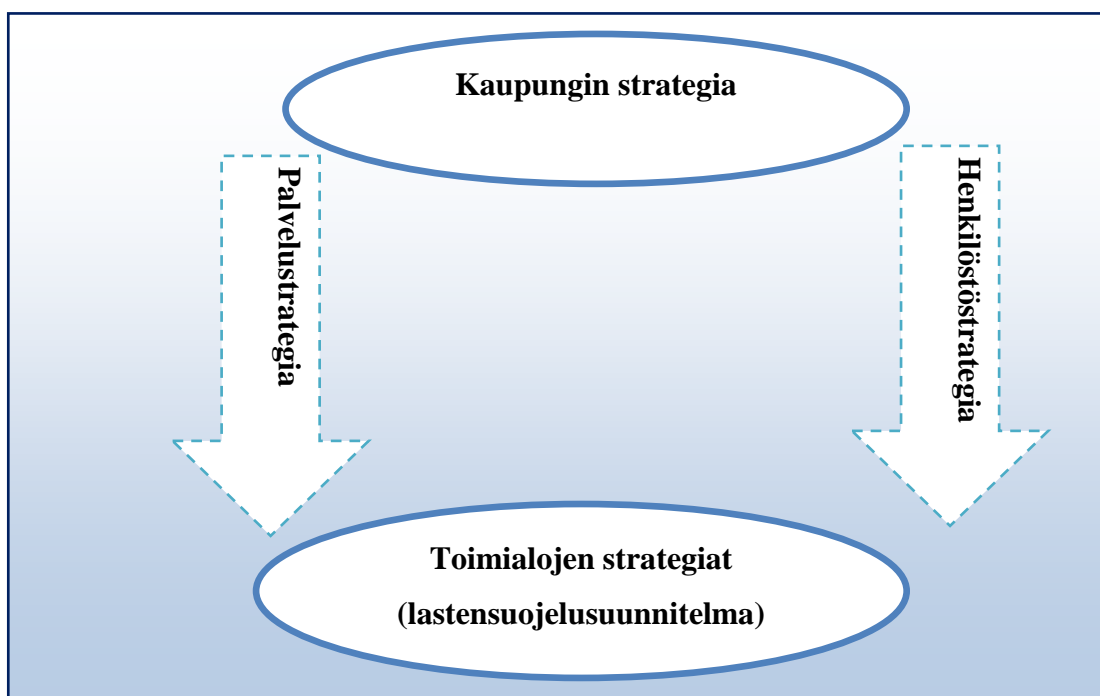 Kaupungin strategia
Palvelustrategia
Henkilöstöstrategia
Toimialojen strategiat
(lastensuojelusuunnitelma)